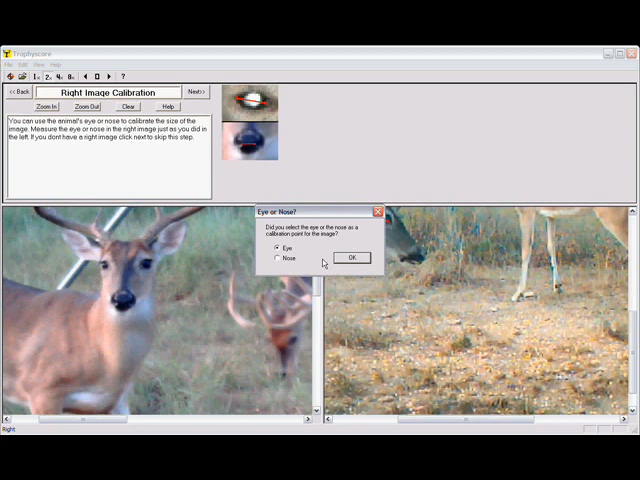 Trophyscore
File Edit View Help
1x 2x 4x 8x ?
<< Back Right Image Calibration Next>>
Zoom In Zoom Out Clear Help
You can use the animal's eye or nose to calibrate the size of the
image. Measure the eye or nose in the right image just as you did in
the left. If you dont have a right image click next to skip this step.
Eye or Nose?
Did you select the eye or the nose as a
calibration point for the image?
Eye
Nose
OK
Right